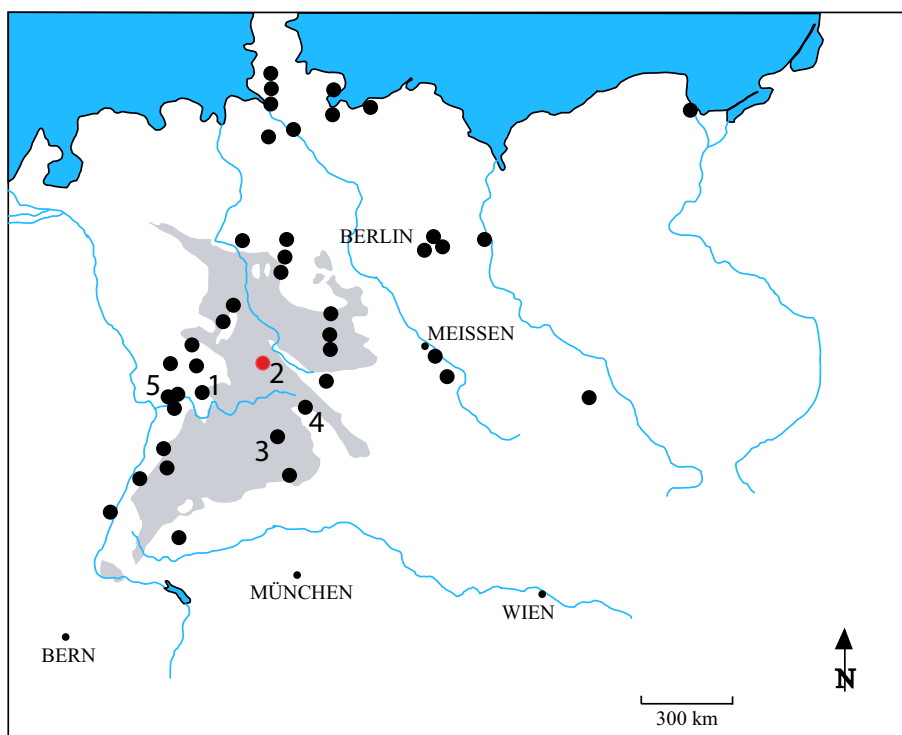 BERLIN
MEISSEN
5
1
2
4
3
MÜNCHEN
WIEN
BERN
N
300 km